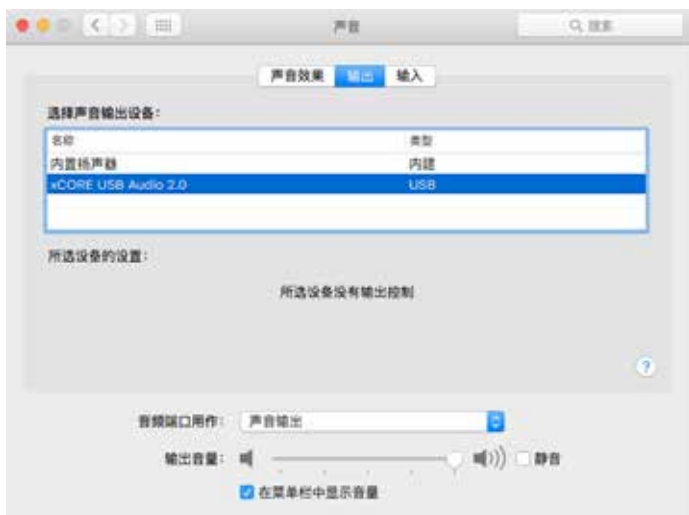 声音
搜索
声音效果 输出 输入
选择声音输出设备:
名称 类型
内置扬声器 内建
xCORE USB Audio 2.0 USB
所选设备的设置:
所选设备没有输出控制
?
音频端口用作: 声音输出
输出音量: 静音
在菜单栏中显示音量